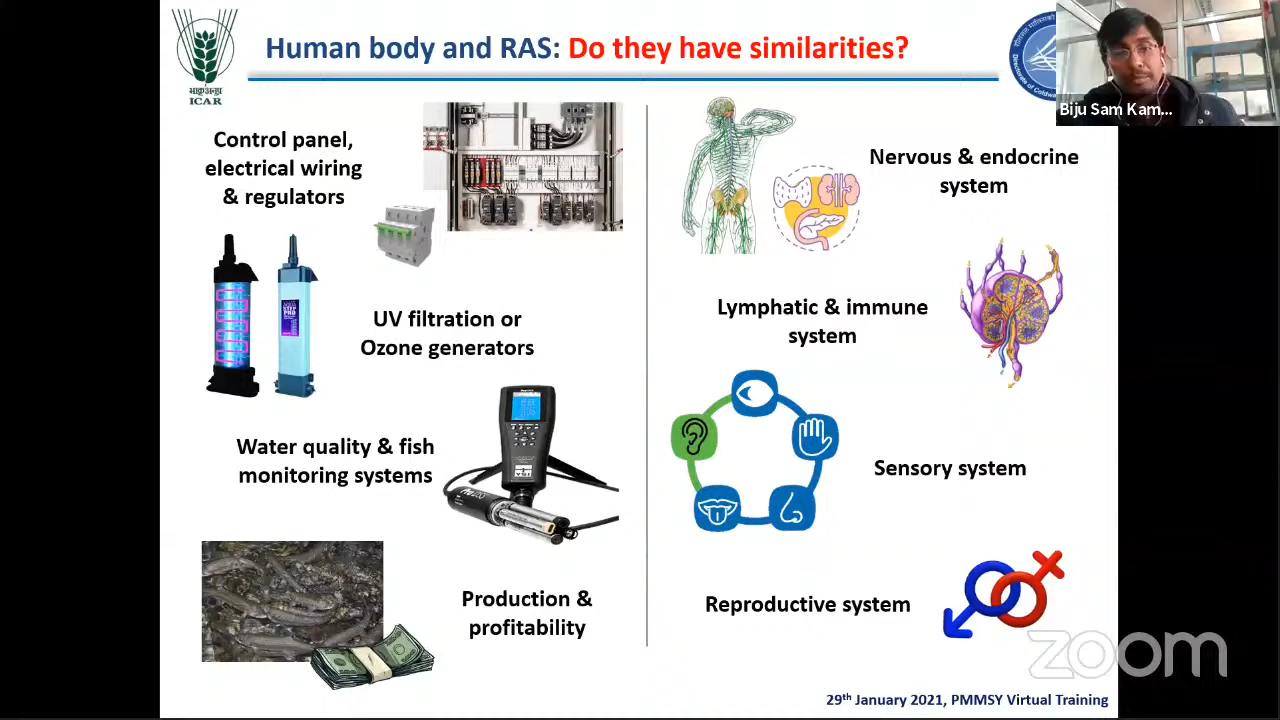 Human body and RAS: Do they have similarities?
भाकृअनुप
ICAR
Biju Sam Kam...
Control panel,
electrical wiring
& regulators
Nervous & endocrine
system
UV filtration or
Ozone generators
Lymphatic & immune
system
Water quality & fish
monitoring systems
Sensory system
Production &
profitability
Reproductive system
zoom
29th January 2021, PMMSY Virtual Training